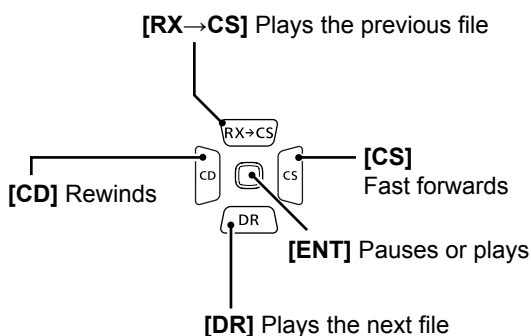 [RX→CS] Plays the previous file
RX→CS
[CS]
Fast forwards
CD
CS
[CD] Rewinds
DR
[ENT] Pauses or plays
[DR] Plays the next file